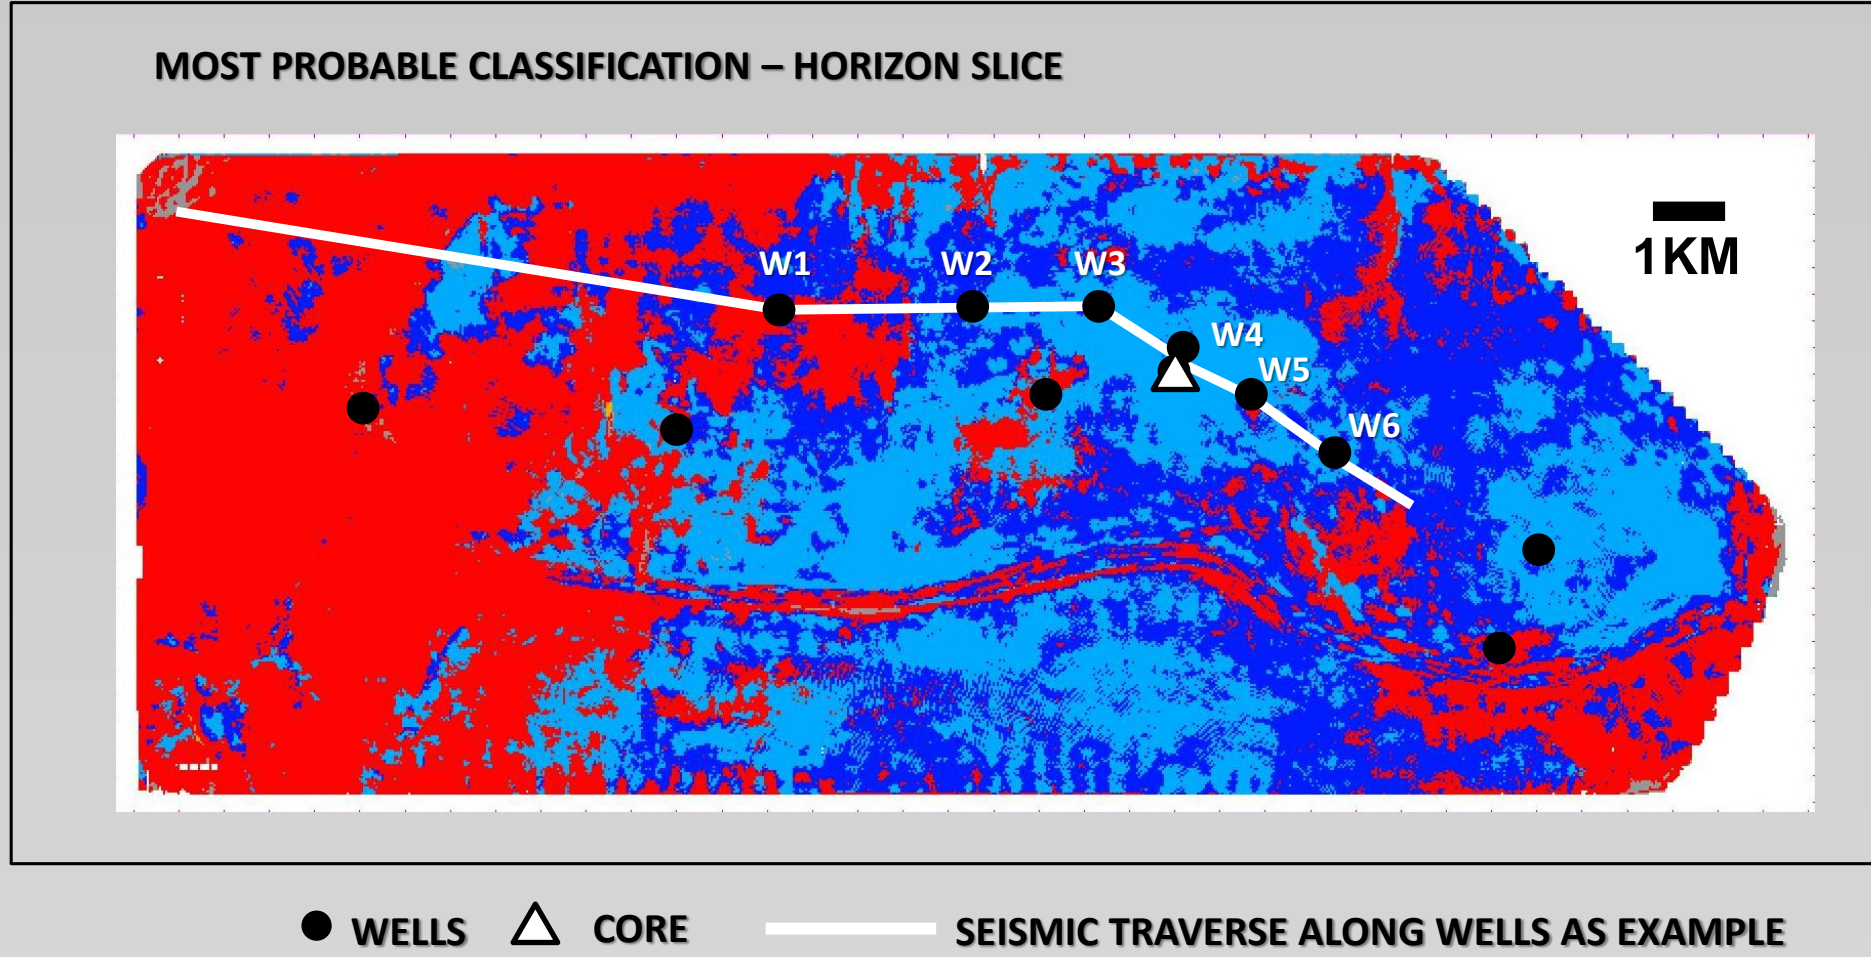 MOST PROBABLE CLASSIFICATION – HORIZON SLICE
1KM
W1 W2 W3
W4
W5
W6
WELLS CORE SEISMIC TRAVERSE ALONG WELLS AS EXAMPLE